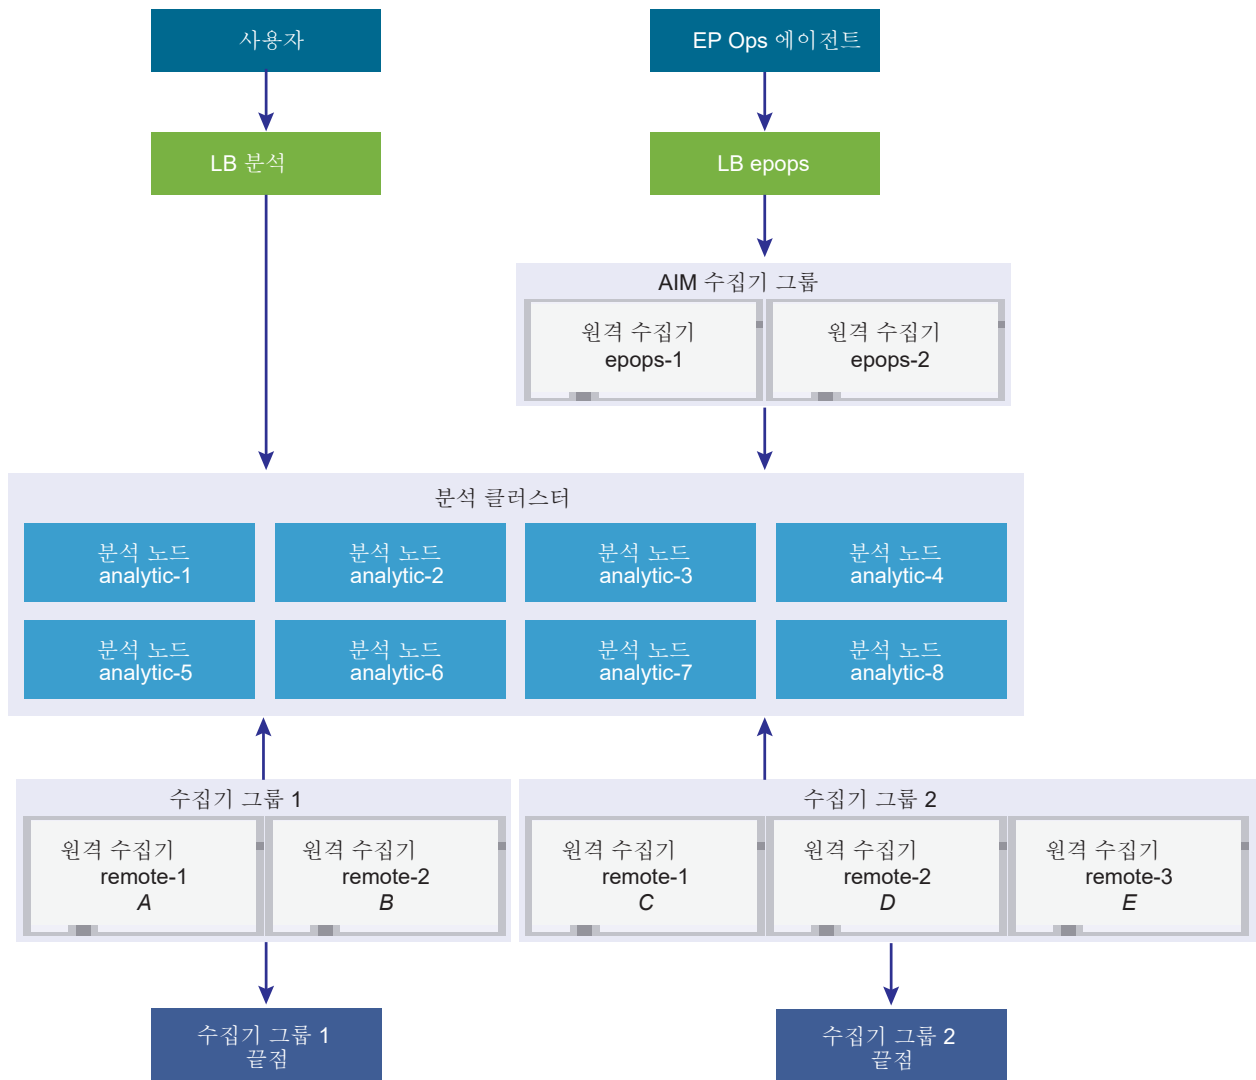 사용자
EP Ops 에이전트
LB 분석
LB epops
AIM 수집기 그룹
원격 수집기
epops-1
원격 수집기
epops-2
분석 클러스터
분석 노드
analytic-1
분석 노드
analytic-2
분석 노드
analytic-3
분석 노드
analytic-4
분석 노드
analytic-5
분석 노드
analytic-6
분석 노드
analytic-7
분석 노드
analytic-8
수집기 그룹 1
원격 수집기
remote-1
A
원격 수집기
remote-2
B
수집기 그룹 2
원격 수집기
remote-1
C
원격 수집기
remote-2
D
원격 수집기
remote-3
E
수집기 그룹 1
끝점
수집기 그룹 2
끝점